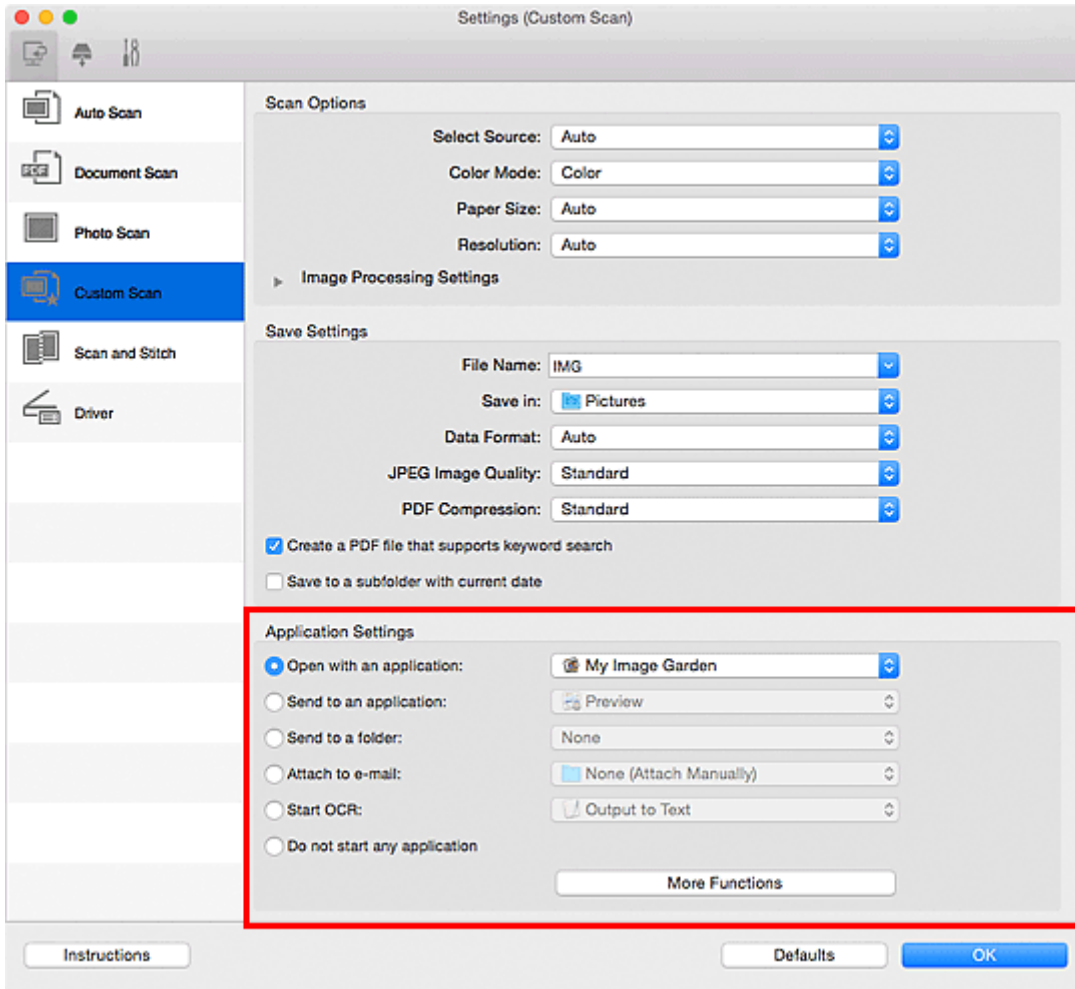 Settings (Custom Scan)
Auto Scan
Document Scan
Photo Scan
Custom Scan
Scan and Stitch
Driver
Scan Options
Select Source: Auto
Color Mode: Color
Paper Size: Auto
Resolution: Auto
Image Processing Settings
Save Settings
File Name: IMG
Save in: Pictures
Data Format: Auto
JPEG Image Quality: Standard
PDF Compression: Standard
Create a PDF file that supports keyword search
Save to a subfolder with current date
Application Settings
Open with an application: My Image Garden
Send to an application: Preview
Send to a folder: None
Attach to e-mail: None (Attach Manually)
Start OCR: Output to Text
Do not start any application
More Functions
Instructions Defaults OK